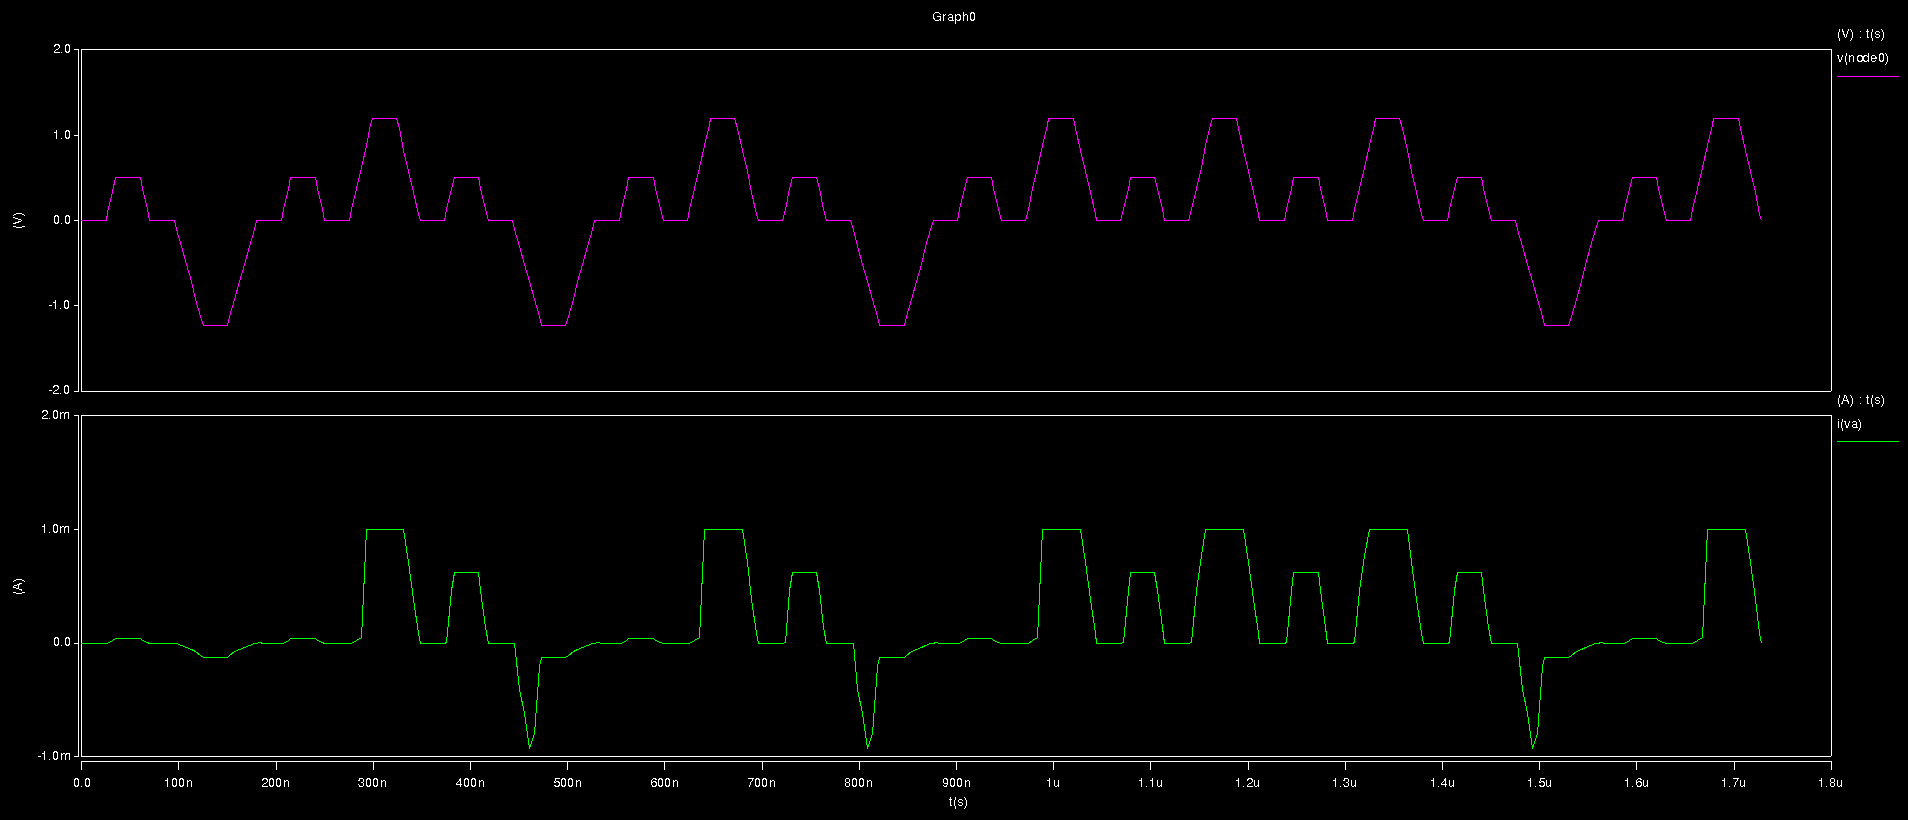 Graph0
(V) : t(s)
v(node0)
2.0
1.0
0.0
-1.0
-2.0
(V)
(A) : t(s)
i(va)
2.0m
1.0m
0.0
-1.0m
(A)
0.0 100n 200n 300n 400n 500n 600n 700n 800n 900n 1u 1.1u 1.2u 1.3u 1.4u 1.5u 1.6u 1.7u 1.8u
t(s)